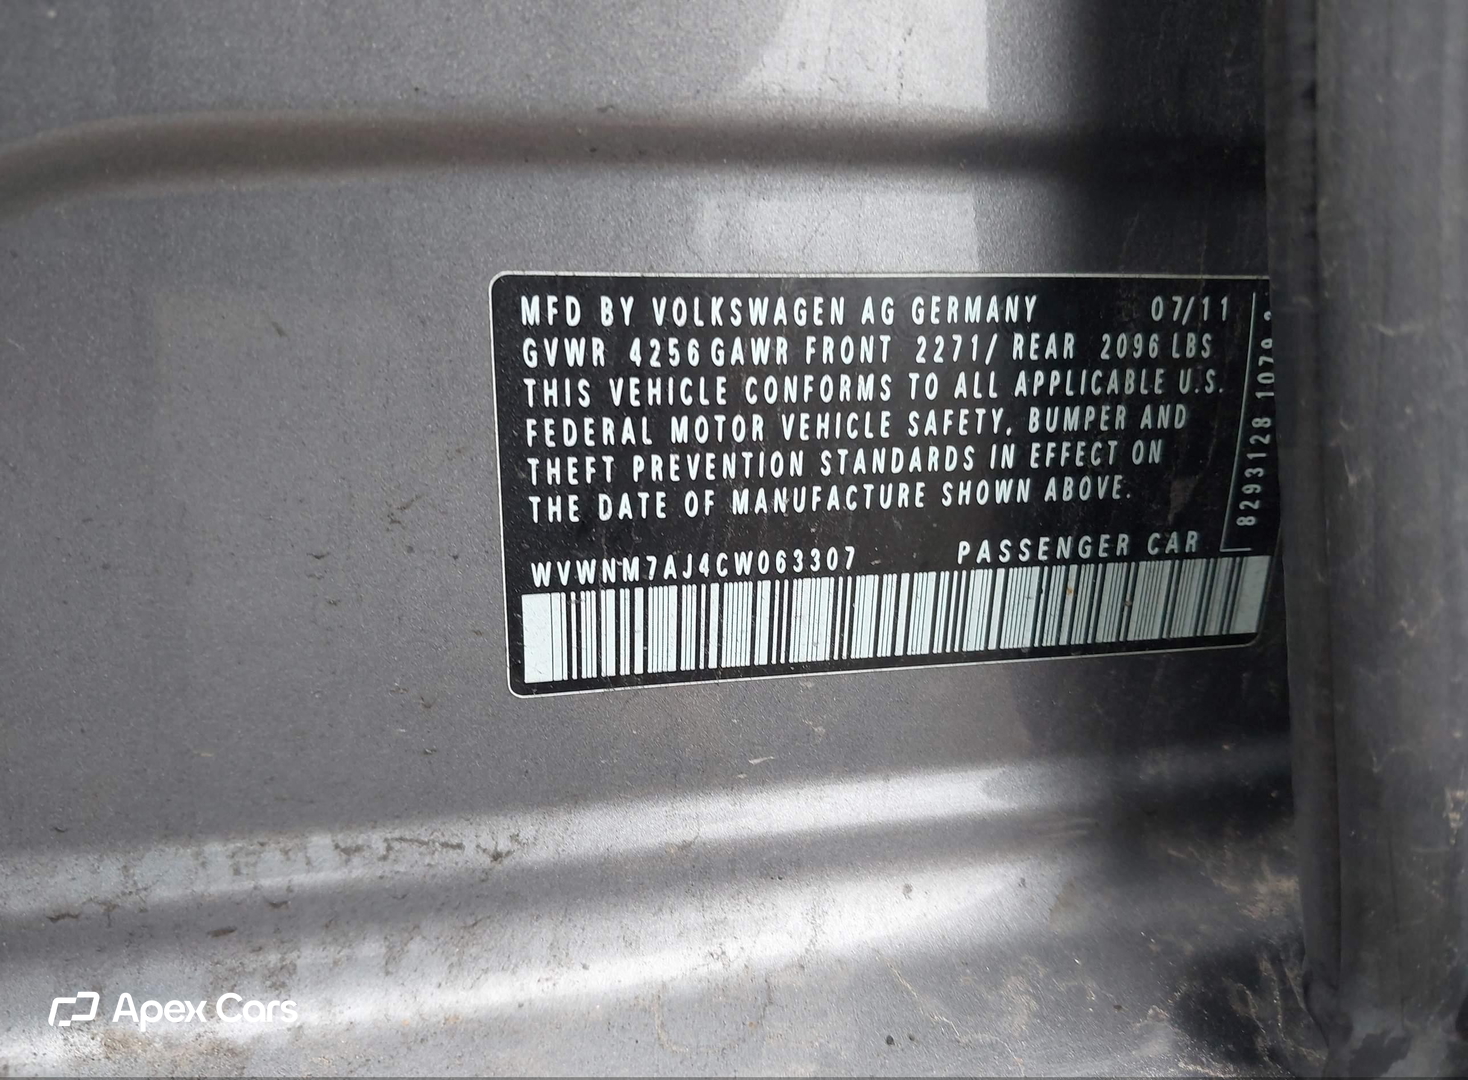 MFD BY VOLKSWAGEN AG GERMANY 07/11
GVWR 4256 GAWR FRONT 2271/ REAR 2096 LBS
THIS VEHICLE CONFORMS TO ALL APPLICABLE U.S.
FEDERAL MOTOR VEHICLE SAFETY, BUMPER AND
THEFT PREVENTION STANDARDS IN EFFECT ON
THE DATE OF MANUFACTURE SHOWN ABOVE.
WVWNM7AJ4CW063307 PASSENGER CAR
8293128 1079
Apex Cars